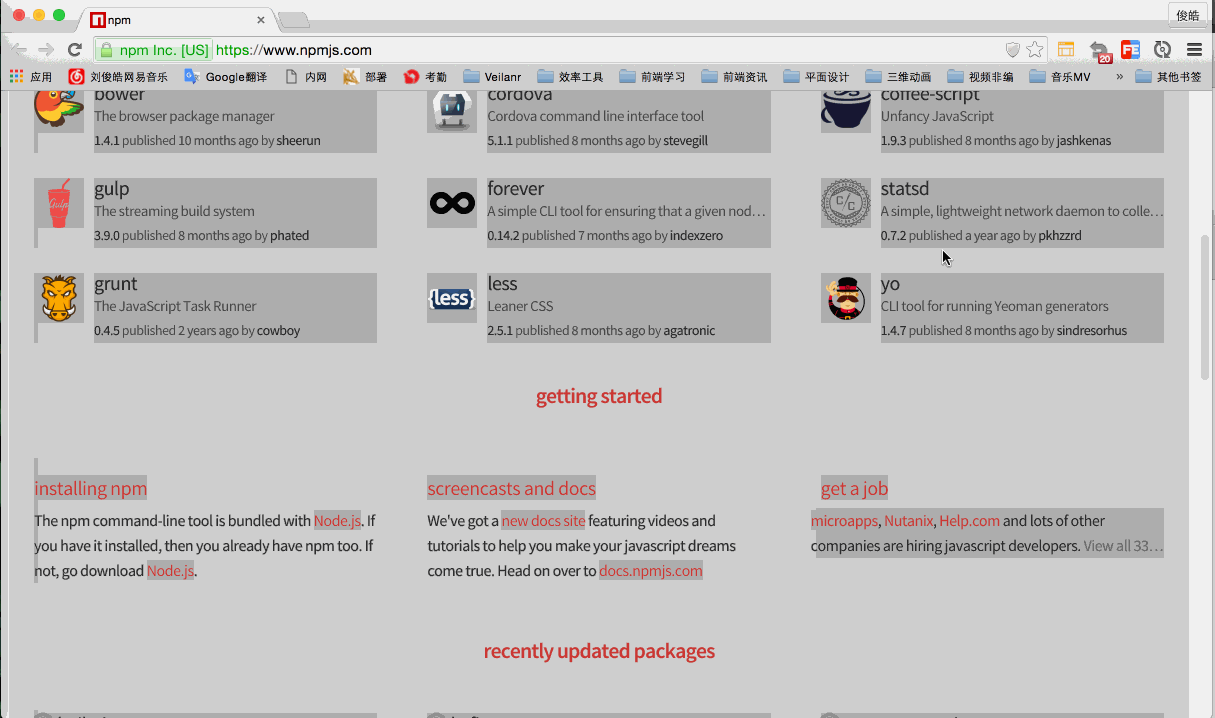 npm
俊皓
npm Inc. [US] https://www.npmjs.com
20
应用 刘俊皓网易音乐 Google翻译 内网 部署 考勤 Veilanr 效率工具 前端学习 前端资讯 平面设计 三维动画 视频非编 音乐MV » 其他书签
bower cordova coffee-script
The browser package manager Cordova command line interface tool Unfancy JavaScript
1.4.1 published 10 months ago by sheerun 5.1.1 published 8 months ago by stevegill 1.9.3 published 8 months ago by jashkenas
Gulp
gulp forever C/C statsd
The streaming build system A simple CLI tool for ensuring that a given nod… A simple, lightweight network daemon to colle…
3.9.0 published 8 months ago by phated 0.14.2 published 7 months ago by indexzero 0.7.2 published a year ago by pkhzzrd
grunt less yo
The JavaScript Task Runner {less} Leaner CSS CLI tool for running Yeoman generators
0.4.5 published 2 years ago by cowboy 2.5.1 published 8 months ago by agatronic 1.4.7 published 8 months ago by sindresorhus
getting started
installing npm
The npm command-line tool is bundled with Node.js. If
you have it installed, then you already have npm too. If
not, go download Node.js.
screencasts and docs
We've got a new docs site featuring videos and
tutorials to help you make your javascript dreams
come true. Head on over to docs.npmjs.com
get a job
microapps, Nutanix, Help.com and lots of other
companies are hiring javascript developers. View all 33…
recently updated packages